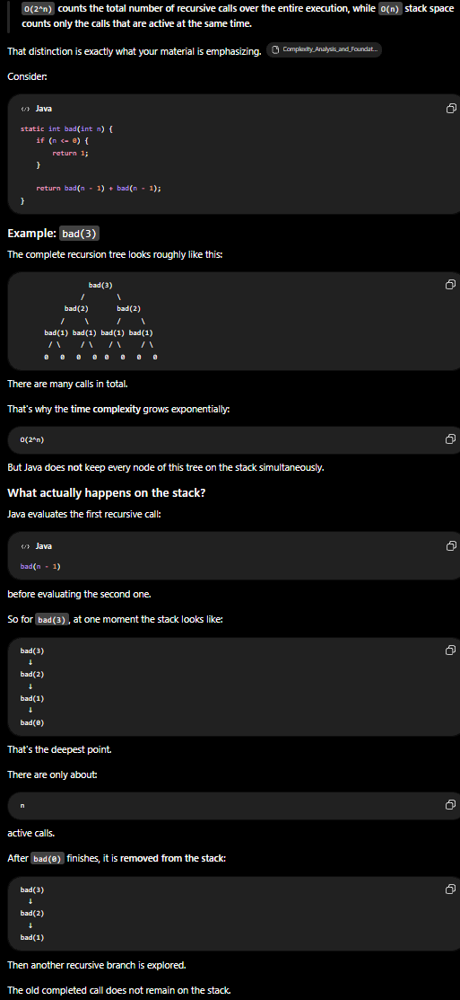 O(2^n) counts the total number of recursive calls over the entire execution, while O(n) stack space
counts only the calls that are active at the same time.
That distinction is exactly what your material is emphasizing. Complexity_Analysis_and_Foundat...
Consider:
</> Java
static int bad(int n) {
    if (n <= 0) {
        return 1;
    }
    return bad(n - 1) + bad(n - 1);
}
Example: bad(3)
The complete recursion tree looks roughly like this:
bad(3)
/ \
bad(2) bad(2)
/ \ / \
bad(1) bad(1) bad(1) bad(1)
/ \ / \ / \ / \
0 0 0 0 0 0 0 0
There are many calls in total.
That's why the time complexity grows exponentially:
O(2^n)
But Java does not keep every node of this tree on the stack simultaneously.
What actually happens on the stack?
Java evaluates the first recursive call:
</> Java
bad(n - 1)
before evaluating the second one.
So for bad(3), at one moment the stack looks like:
bad(3)
↓
bad(2)
↓
bad(1)
↓
bad(0)
That's the deepest point.
There are only about:
n
active calls.
After bad(0) finishes, it is removed from the stack:
bad(3)
↓
bad(2)
↓
bad(1)
Then another recursive branch is explored.
The old completed call does not remain on the stack.